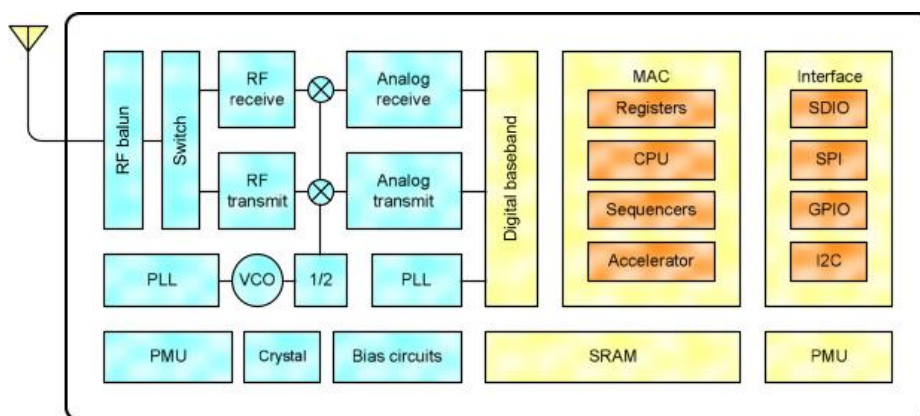 RF balun
Switch
RF
receive
Analog
receive
RF
transmit
Analog
transmit
PLL
VCO
1/2
PLL
Digital baseband
MAC
Registers
CPU
Sequencers
Accelerator
Interface
SDIO
SPI
GPIO
I2C
PMU
Crystal
Bias circuits
SRAM
PMU